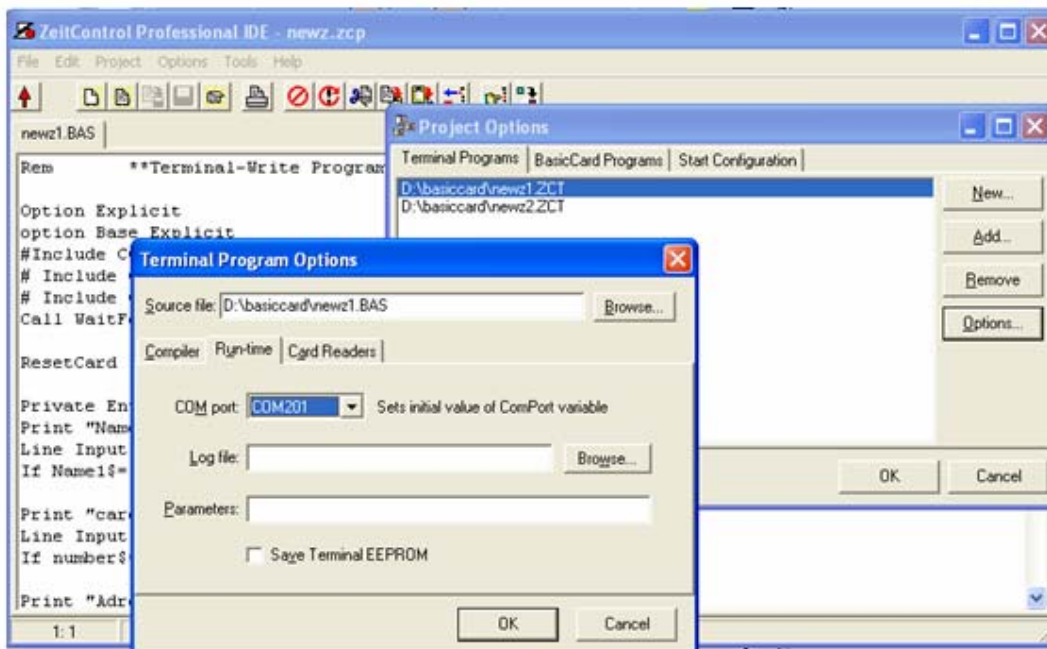 ZeitControl Professional IDE - newz.zcp
File Edit Project Options Tools Help
newz1.BAS
Rem **Terminal-Write Program
Option Explicit
option Base Explicit
#Include C
# Include
# Include
Call WaitF
ResetCard
Private En
Print "Name
Line Input
If Name1$=
Print "car
Line Input
If number$
Print "Adr
1: 1
Project Options
Terminal Programs BasicCard Programs Start Configuration
D:\basiccard\newz1.ZCT
D:\basiccard\newz2.ZCT
New...
Add...
Remove
Options...
OK Cancel
Terminal Program Options
Source file: D:\basiccard\newz1.BAS Browse...
Compiler Run-time Card Readers
COM port: COM201 Sets initial value of ComPort variable
Log file: Browse...
Parameters:
Save Terminal EEPROM
OK Cancel